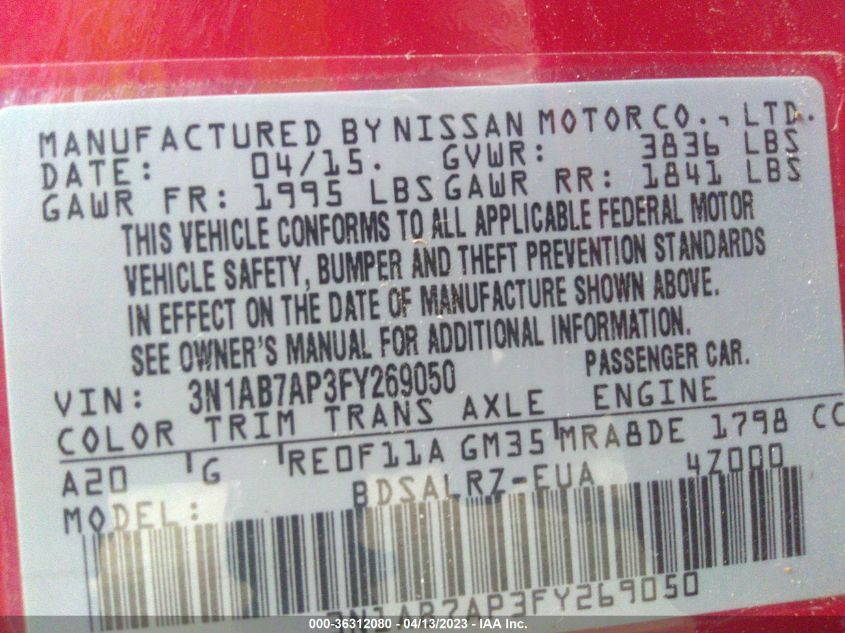 MANUFACTURED BY NISSAN MOTOR CO., LTD.
DATE: 04/15. GVWR: 3836 LBS
GAWR FR: 1995 LBS GAWR RR: 1841 LBS
THIS VEHICLE CONFORMS TO ALL APPLICABLE FEDERAL MOTOR
VEHICLE SAFETY, BUMPER AND THEFT PREVENTION STANDARDS
IN EFFECT ON THE DATE OF MANUFACTURE SHOWN ABOVE.
SEE OWNER'S MANUAL FOR ADDITIONAL INFORMATION.
PASSENGER CAR.
VIN: 3N1AB7AP3FY269050
COLOR TRIM TRANS AXLE ENGINE
A20 G RE0F11A GM35 MRA8DE 1798 CC
MODEL: BDSALRZ-EUA 4Z000
3N1AB7AP3FY269050
000-36312080 - 04/13/2023 - IAA Inc.